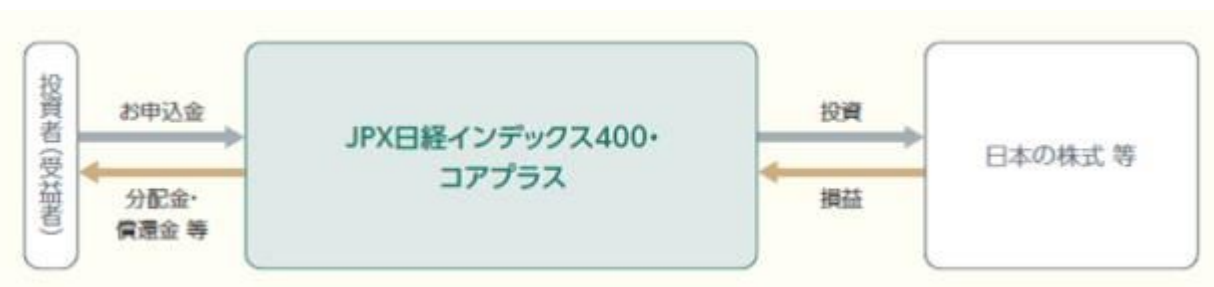 投資者(受益者)
お申込金
分配金・
償還金 等
JPX日経インデックス400・
コアプラス
投資
損益
日本の株式 等